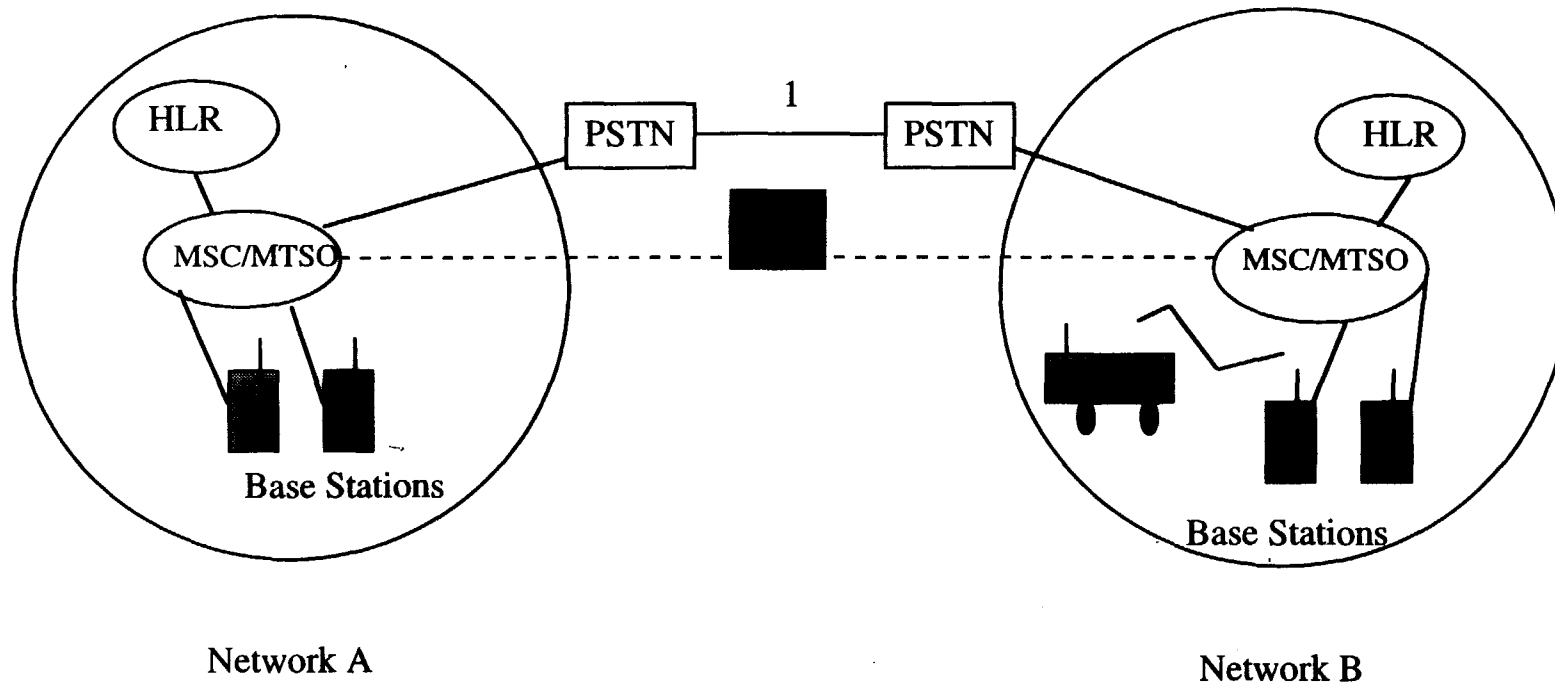 1
HLR
PSTN
PSTN
HLR
MSC/MTSO
MSC/MTSO
Base Stations
Base Stations
Network A
Network B